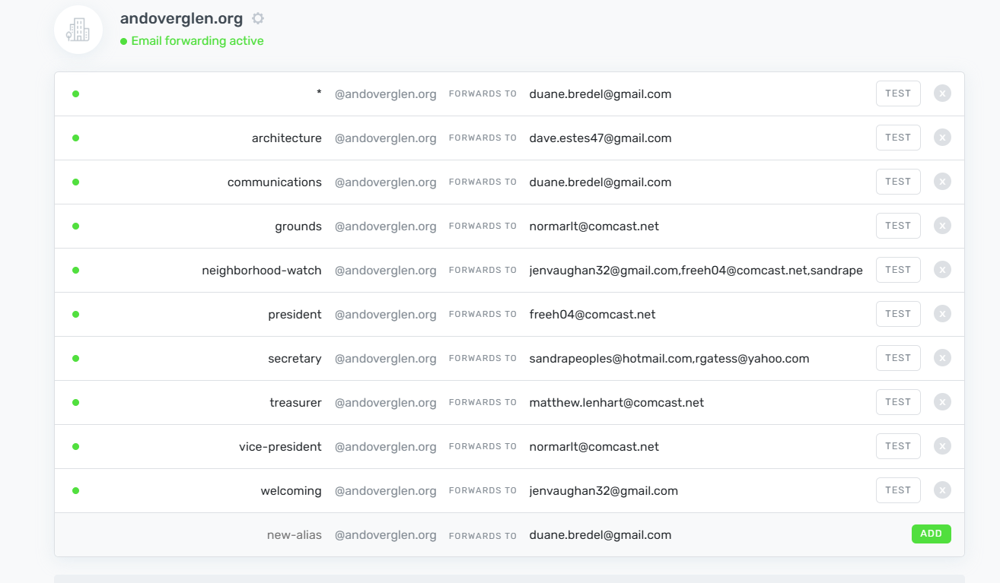 andoverglen.org
Email forwarding active
* @andoverglen.org FORWARDS TO duane.bredel@gmail.com TEST X
architecture @andoverglen.org FORWARDS TO dave.estes47@gmail.com TEST X
communications @andoverglen.org FORWARDS TO duane.bredel@gmail.com TEST X
grounds @andoverglen.org FORWARDS TO normarlt@comcast.net TEST X
neighborhood-watch @andoverglen.org FORWARDS TO jenvaughan32@gmail.com,freeh04@comcast.net,sandrape TEST X
president @andoverglen.org FORWARDS TO freeh04@comcast.net TEST X
secretary @andoverglen.org FORWARDS TO sandrapeoples@hotmail.com,rgatess@yahoo.com TEST X
treasurer @andoverglen.org FORWARDS TO matthew.lenhart@comcast.net TEST X
vice-president @andoverglen.org FORWARDS TO normarlt@comcast.net TEST X
welcoming @andoverglen.org FORWARDS TO jenvaughan32@gmail.com TEST X
new-alias @andoverglen.org FORWARDS TO duane.bredel@gmail.com ADD